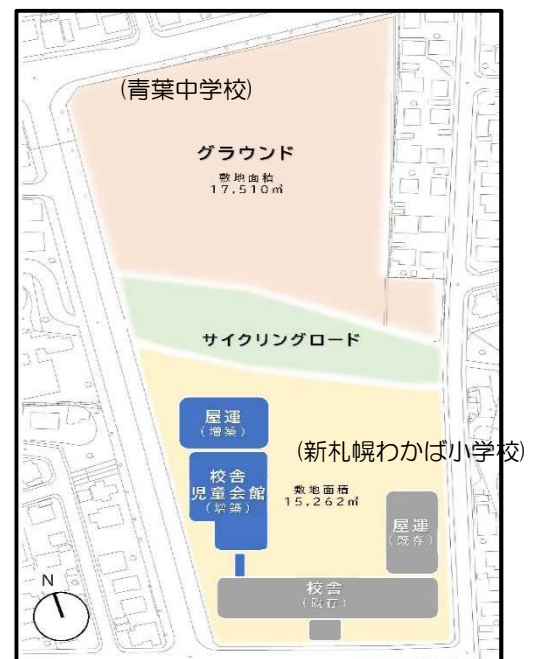 (青葉中学校)
グラウンド
敷地面積
17,510㎡
サイクリングロード
屋運
(増築)
(新札幌わかば小学校)
校舎
児童会館
(増築)
敷地面積
15,262㎡
屋運
(既存)
校舎
(既存)
N